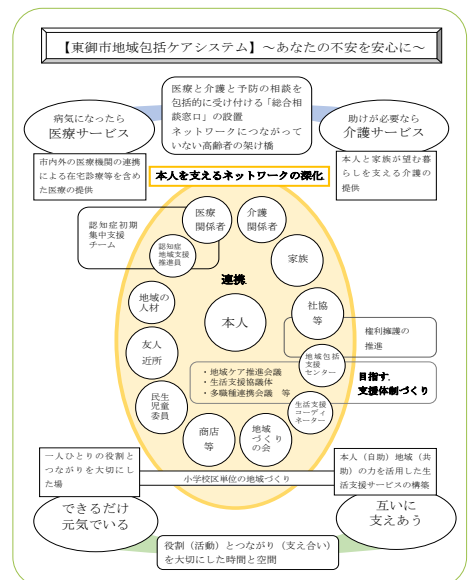 【東御市地域包括ケアシステム】～あなたの不安を安心に～
医療と介護と予防の相談を
包括的に受け付ける「総合相
談窓口」の設置
ネットワークにつながって
いない高齢者の架け橋
病気になったら
医療サービス
助けが必要なら
介護サービス
市内外の医療機関の連携
による在宅診療等を含
めた医療の提供
本人と家族が望む暮
らしを支える介護の
提供
本人を支えるネットワークの深化
医療
関係者
介護
関係者
認知症初期
集中支援
チーム
認知症
地域支援
推進員
家族
連携
地域の
人材
本人
社協
等
権利擁護の
推進
友人
近所
地域包括
支援
センター
・地域ケア推進会議
・生活支援協議体
・多職種連携会議　等
目指す.
支援体制づくり
民生
児童
委員
生活支援
コーディ
ネーター
商店
等
地域
づくり
の会
一人ひとりの役割と
つながりを大切にし
た場
小学校区単位の地域づくり
本人（自助）地域（共
助）の力を活用した生
活支援サービスの構築
できるだけ
元気でいる
互いに
支えあう
役割（活動）とつながり（支え合い）
を大切にした時間と空間